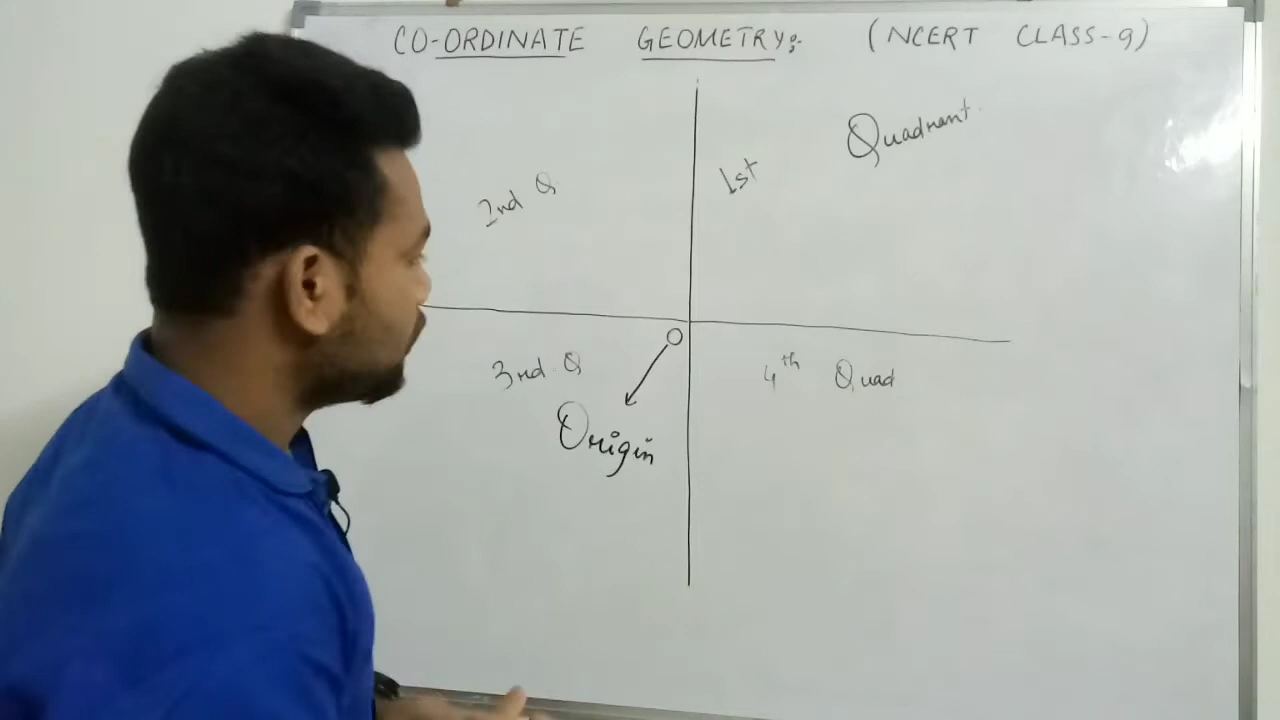 CO-ORDINATE GEOMETRY:- (NCERT CLASS-9)
Quadrant
1st
2nd Q
3rd Q
4th Quad
O
Origin